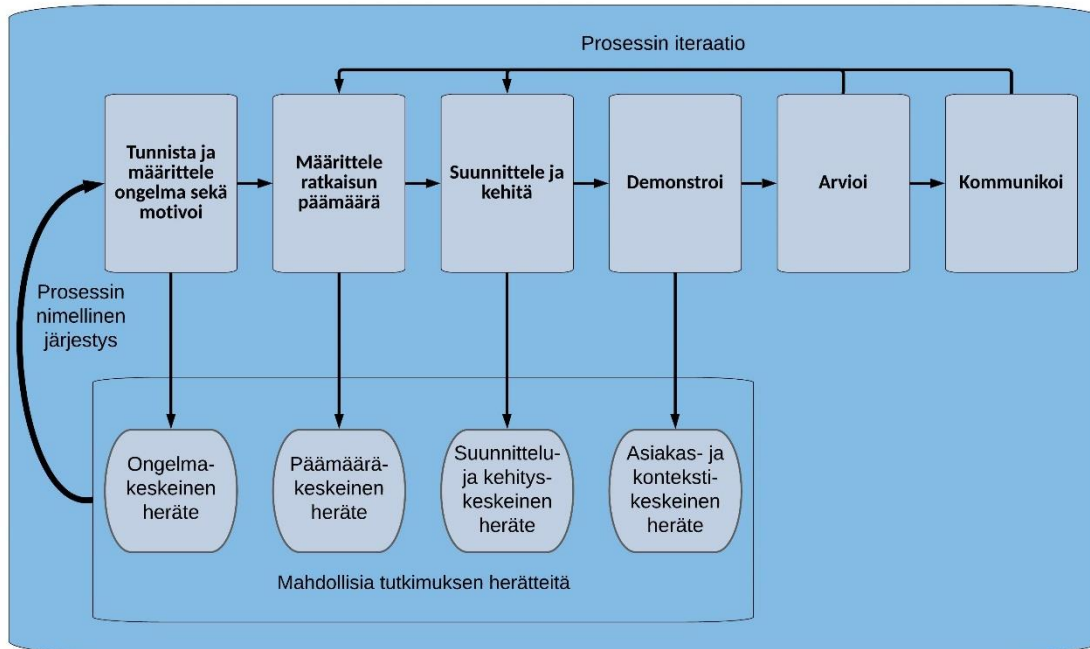 Prosessin iteraatio
Tunnista ja
määrittele
ongelma sekä
motivoi
Määrittele
ratkaisun
päämäärä
Suunnittele ja
kehitä
Demonstroi
Arvioi
Kommunikoi
Prosessin
nimellinen
järjestys
Ongelma-
keskeinen
heräte
Päämäärä-
keskeinen
heräte
Suunnittelu-
ja kehitys-
keskeinen
heräte
Asiakas- ja
konteksti-
keskeinen
heräte
Mahdollisia tutkimuksen herätteitä